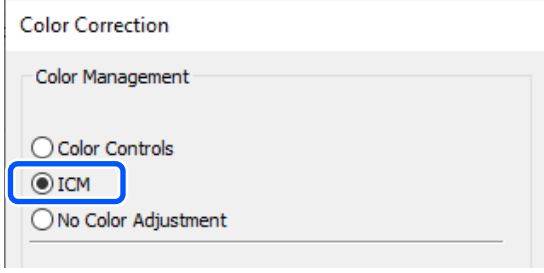 Color Correction
Color Management
Color Controls
ICM
No Color Adjustment